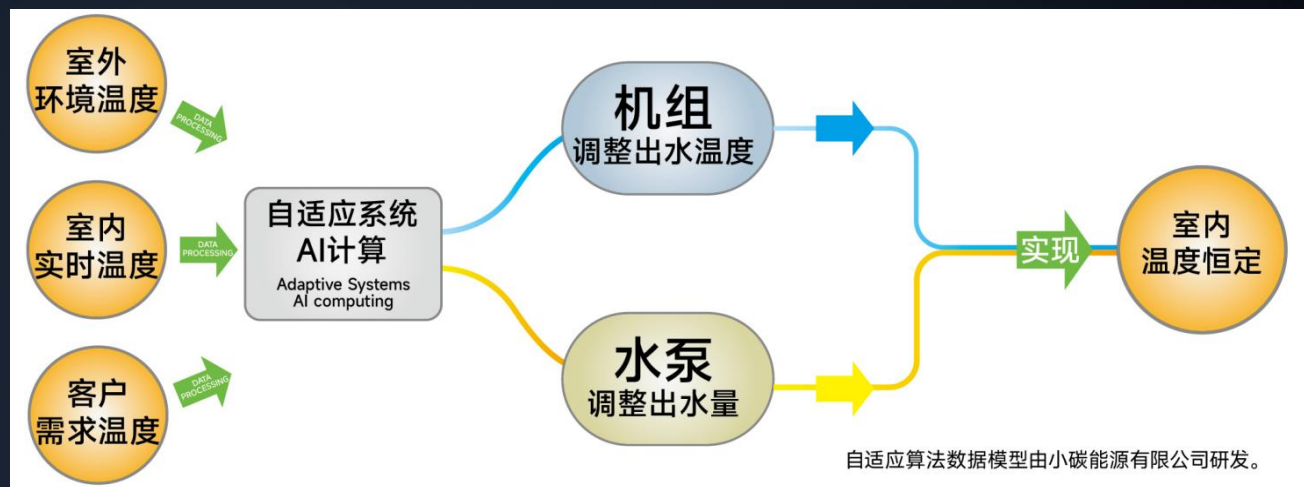 室外
环境温度
DATA
PROCESSING
室内
实时温度
DATA
PROCESSING
客户
需求温度
DATA
PROCESSING
自适应系统
AI计算
Adaptive Systems
AI computing
机组
调整出水温度
水泵
调整出水量
实现
室内
温度恒定
自适应算法数据模型由小碳能源有限公司研发。